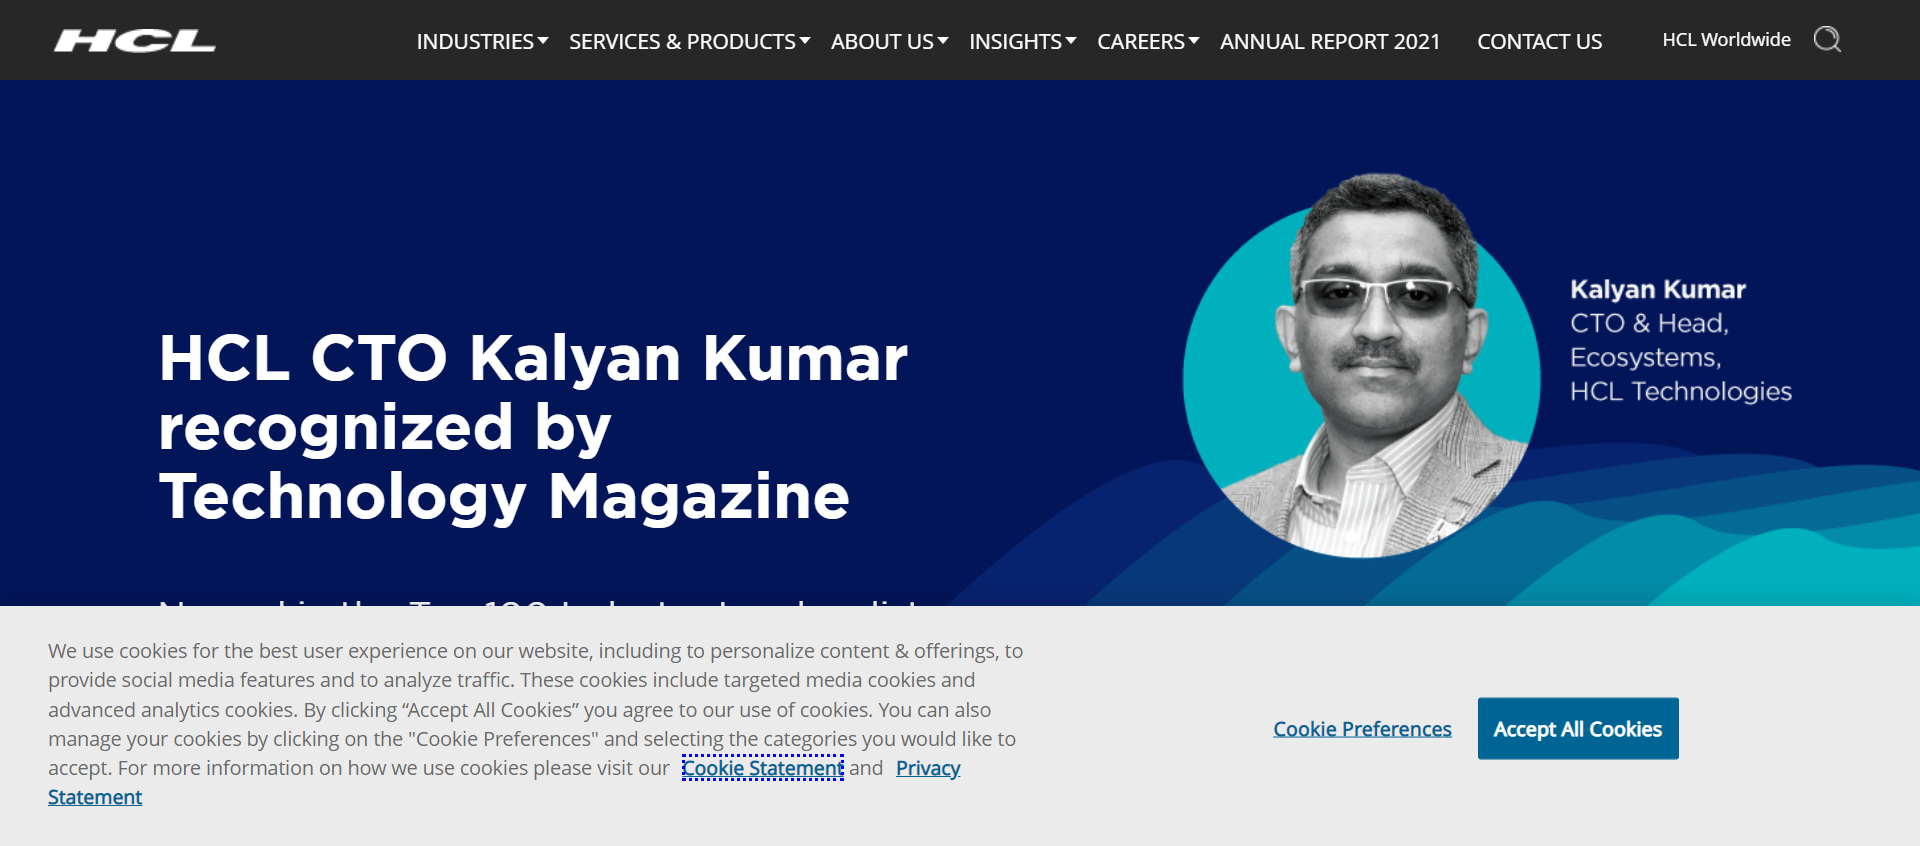 HCL
INDUSTRIES
SERVICES & PRODUCTS
ABOUT US
INSIGHTS
CAREERS
ANNUAL REPORT 2021
CONTACT US
HCL Worldwide
HCL CTO Kalyan Kumar
recognized by
Technology Magazine
Kalyan Kumar
CTO & Head,
Ecosystems,
HCL Technologies
We use cookies for the best user experience on our website, including to personalize content & offerings, to
provide social media features and to analyze traffic. These cookies include targeted media cookies and
advanced analytics cookies. By clicking “Accept All Cookies” you agree to our use of cookies. You can also
manage your cookies by clicking on the "Cookie Preferences" and selecting the categories you would like to
accept. For more information on how we use cookies please visit our Cookie Statement and Privacy
Statement
Cookie Preferences
Accept All Cookies